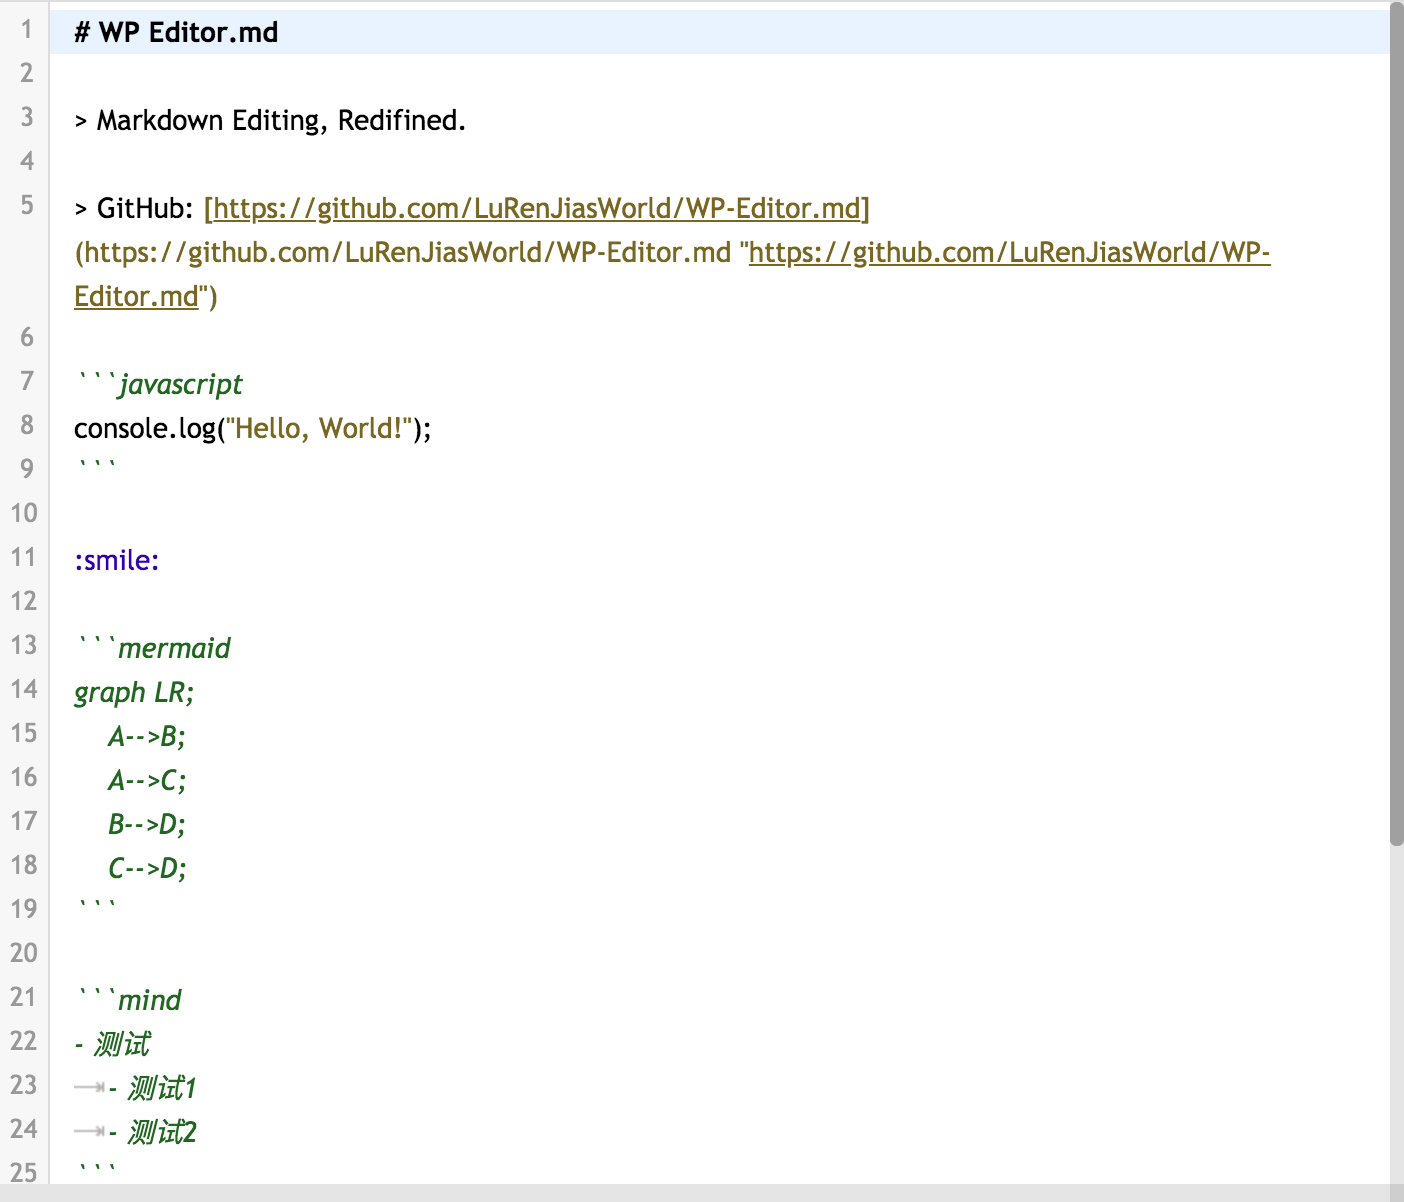 1 # WP Editor.md
2
3 > Markdown Editing, Redifined.
4
5 > GitHub: [https://github.com/LuRenJiasWorld/WP-Editor.md]
(https://github.com/LuRenJiasWorld/WP-Editor.md "https://github.com/LuRenJiasWorld/WP-
Editor.md")
6
7 ```javascript
8 console.log("Hello, World!");
9 ```
10
11 :smile:
12
13 ```mermaid
14 graph LR;
15     A-->B;
16     A-->C;
17     B-->D;
18     C-->D;
19 ```
20
21 ```mind
22 - 测试
23 	- 测试1
24 	- 测试2
25 ```